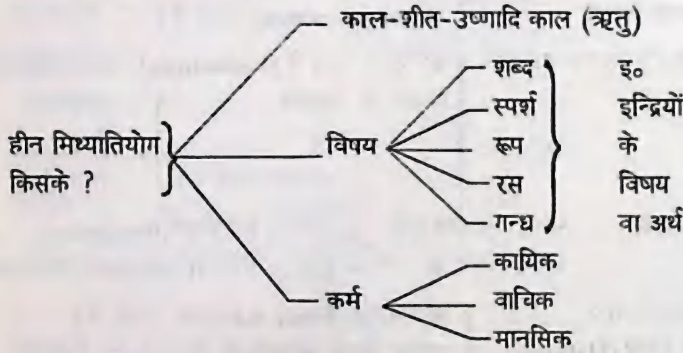 काल-शीत-उष्णादि काल (ऋतु)
शब्द इ०
स्पर्श इन्द्रियों
हीन मिथ्यातियोग विषय रूप के
किसके ? रस विषय
गन्ध वा अर्थ
कायिक
कर्म वाचिक
मानसिक